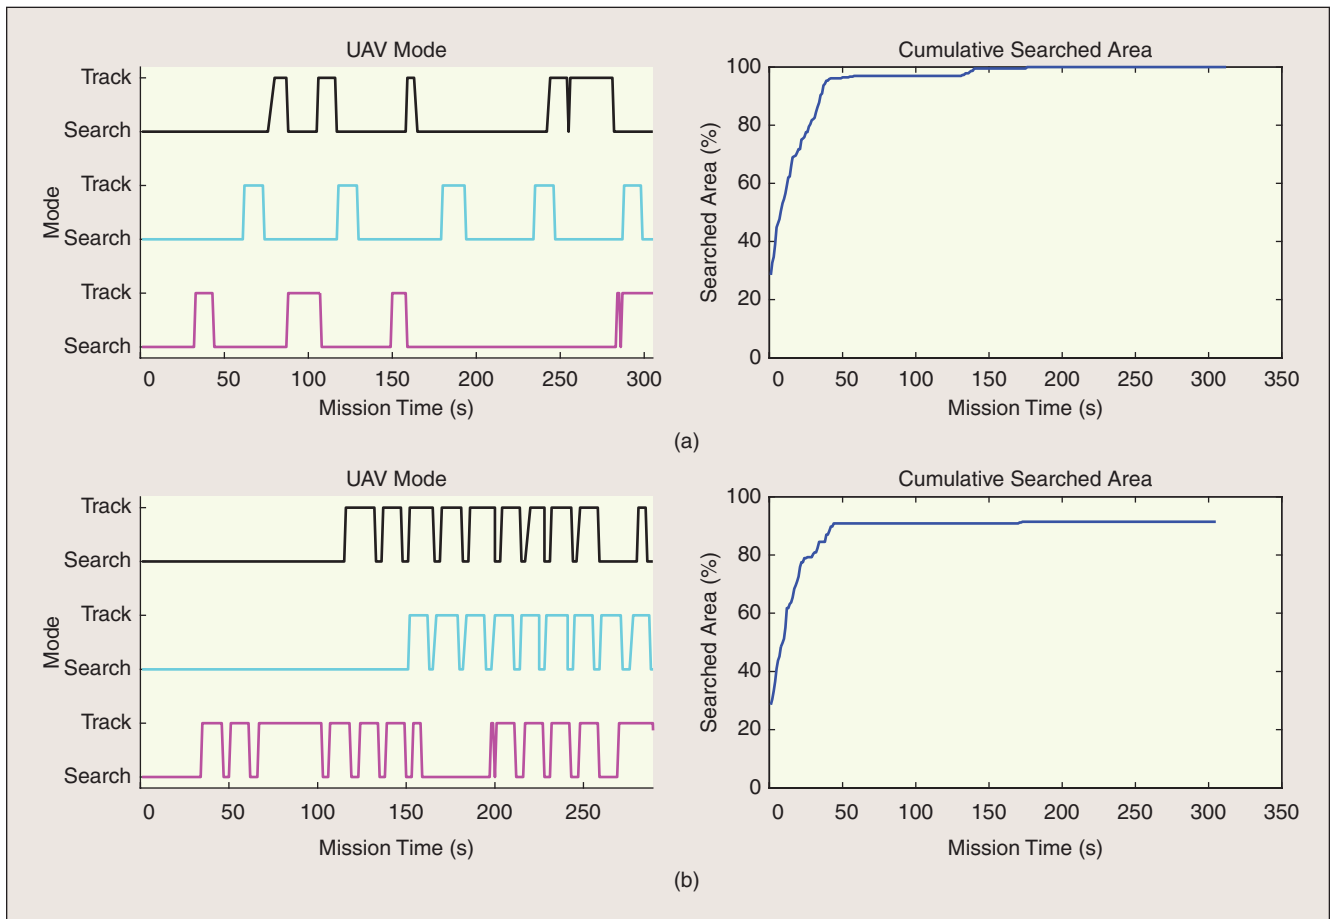 UAV Mode
Track
Search
Track
Search
Track
Search
Mode
0 50 100 150 200 250 300
Mission Time (s)
Cumulative Searched Area
100
80
60
40
20
0
Searched Area (%)
0 50 100 150 200 250 300 350
Mission Time (s)
(a)
UAV Mode
Track
Search
Track
Search
Track
Search
Mode
0 50 100 150 200 250
Mission Time (s)
Cumulative Searched Area
100
80
60
40
20
0
Searched Area (%)
0 50 100 150 200 250 300 350
Mission Time (s)
(b)